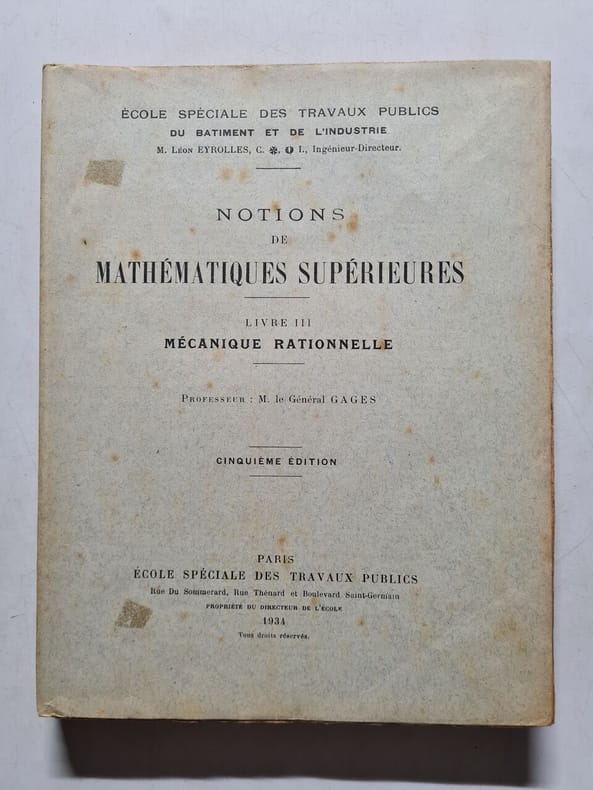 ÉCOLE SPÉCIALE DES TRAVAUX PUBLICS
DU BATIMENT ET DE L'INDUSTRIE
M. LÉON EYROLLES, C. ✻, ❶ I., Ingénieur-Directeur.
NOTIONS
DE
MATHÉMATIQUES SUPÉRIEURES
LIVRE III
MÉCANIQUE RATIONNELLE
PROFESSEUR : M. le Général GAGES
CINQUIÈME ÉDITION
PARIS
ÉCOLE SPÉCIALE DES TRAVAUX PUBLICS
Rue Du Sommerard, Rue Thénard et Boulevard Saint-Germain
PROPRIÉTÉ DU DIRECTEUR DE L'ÉCOLE
1934
Tous droits réservés.